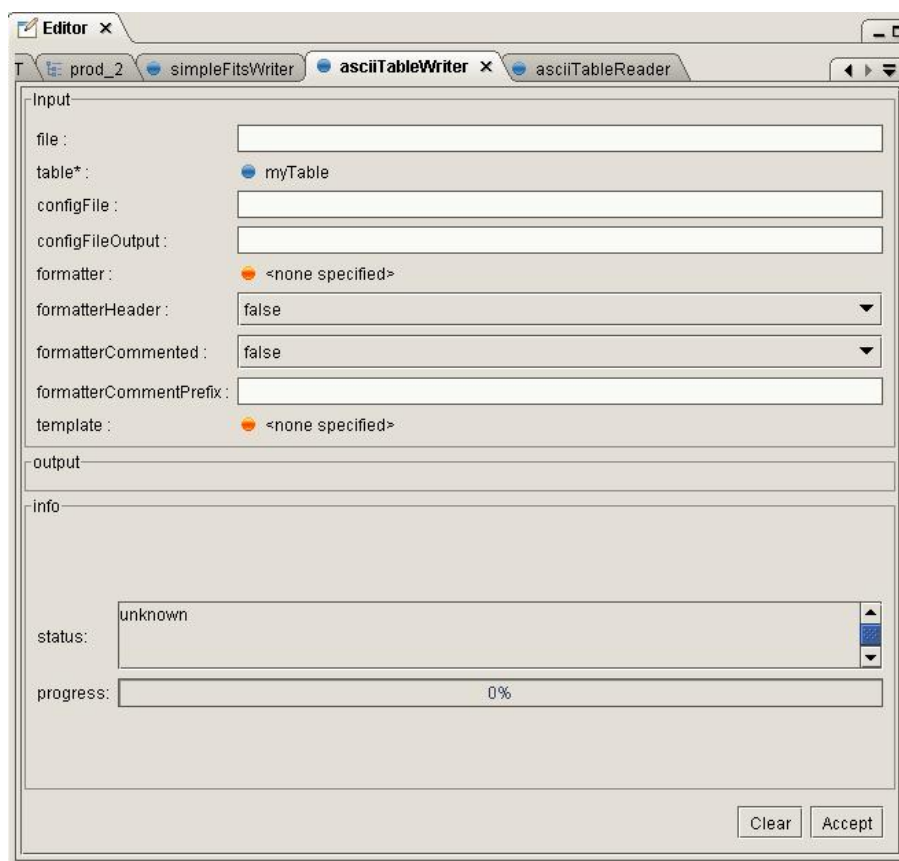 Editor ×
T prod_2 simpleFitsWriter asciiTableWriter × asciiTableReader
Input
file :
table* : myTable
configFile :
configFileOutput :
formatter : <none specified>
formatterHeader : false
formatterCommented : false
formatterCommentPrefix :
template : <none specified>
output
info
status: unknown
progress: 0%
Clear Accept